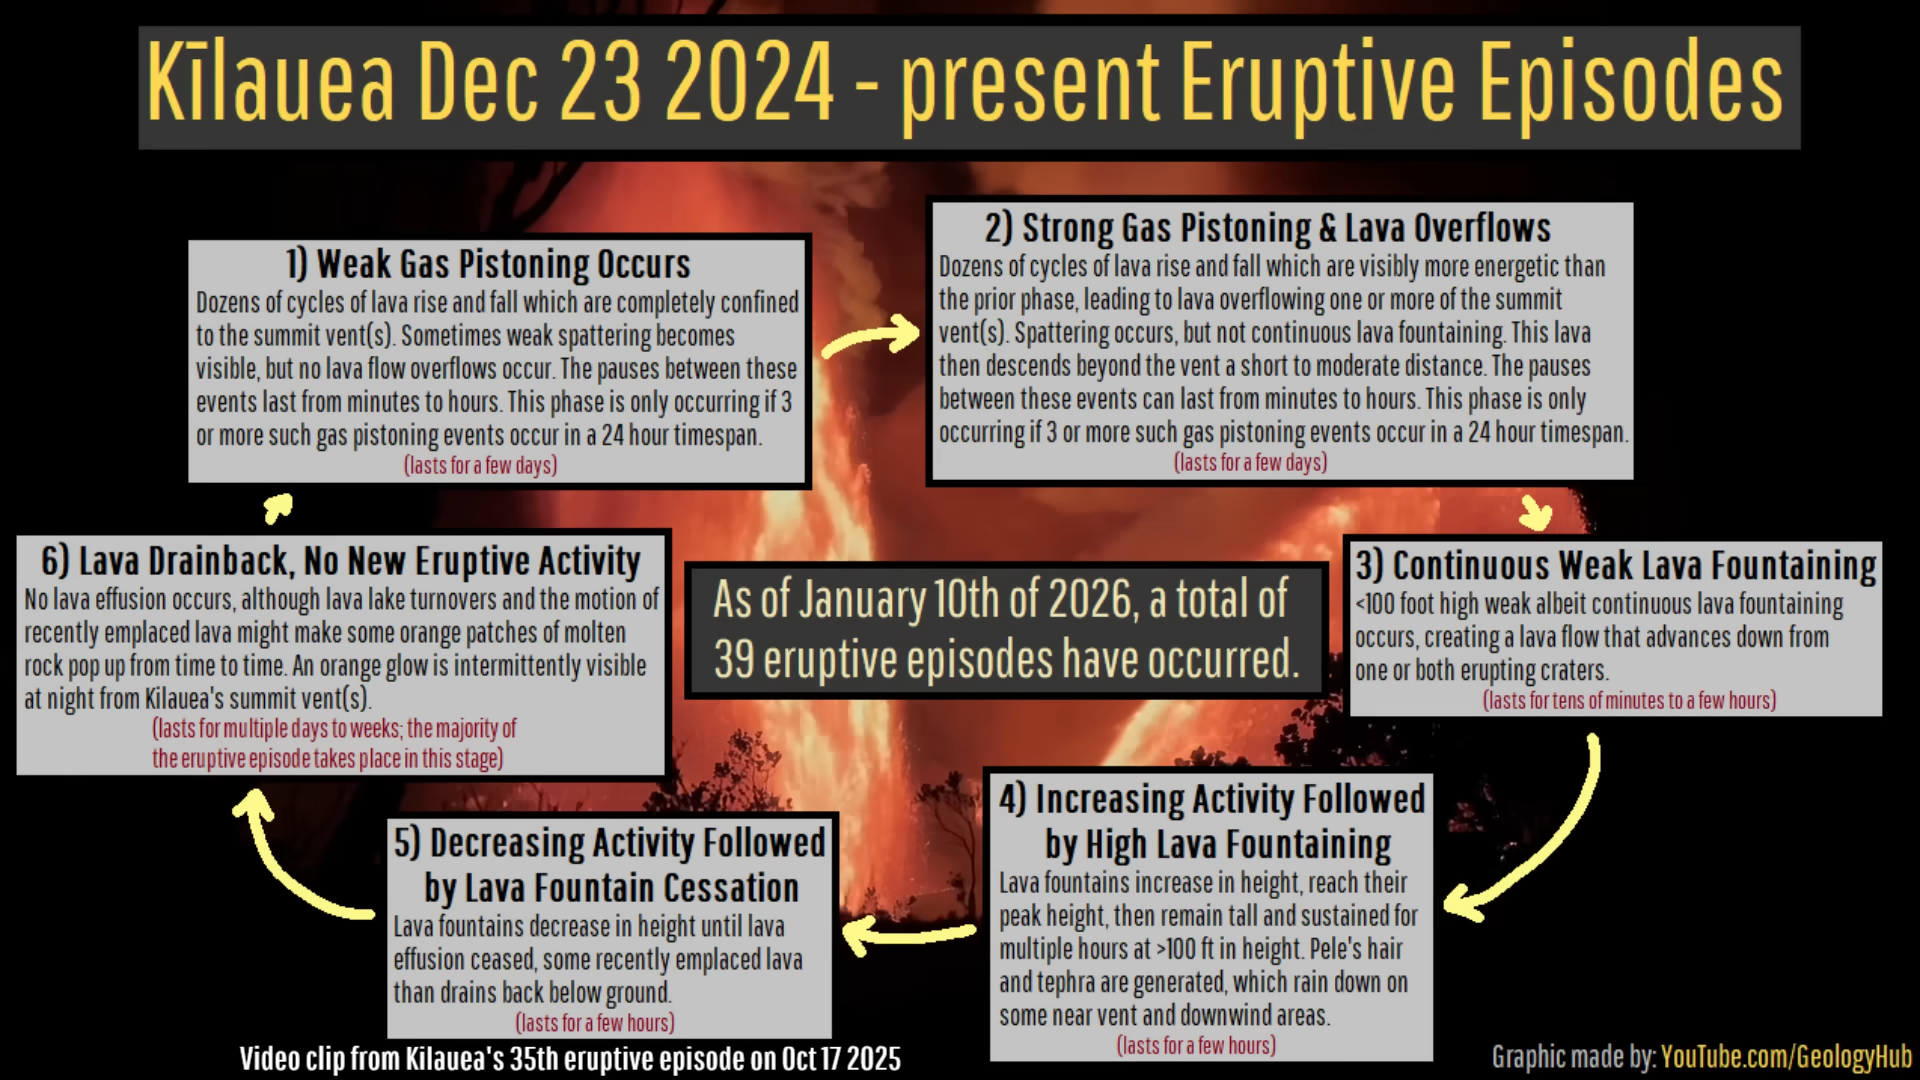 Kīlauea Dec 23 2024 - present Eruptive Episodes
1) Weak Gas Pistoning Occurs
Dozens of cycles of lava rise and fall which are completely confined
to the summit vent(s). Sometimes weak spattering becomes
visible, but no lava flow overflows occur. The pauses between these
events last from minutes to hours. This phase is only occurring if 3
or more such gas pistoning events occur in a 24 hour timespan.
(lasts for a few days)
2) Strong Gas Pistoning & Lava Overflows
Dozens of cycles of lava rise and fall which are visibly more energetic than
the prior phase, leading to lava overflowing one or more of the summit
vent(s). Spattering occurs, but not continuous lava fountaining. This lava
then descends beyond the vent a short to moderate distance. The pauses
between these events can last from minutes to hours. This phase is only
occurring if 3 or more such gas pistoning events occur in a 24 hour timespan.
(lasts for a few days)
3) Continuous Weak Lava Fountaining
<100 foot high weak albeit continuous lava fountaining
occurs, creating a lava flow that advances down from
one or both erupting craters.
(lasts for tens of minutes to a few hours)
4) Increasing Activity Followed
by High Lava Fountaining
Lava fountains increase in height, reach their
peak height, then remain tall and sustained for
multiple hours at >100 ft in height. Pele's hair
and tephra are generated, which rain down on
some near vent and downwind areas.
(lasts for a few hours)
5) Decreasing Activity Followed
by Lava Fountain Cessation
Lava fountains decrease in height until lava
effusion ceased, some recently emplaced lava
than drains back below ground.
(lasts for a few hours)
6) Lava Drainback, No New Eruptive Activity
No lava effusion occurs, although lava lake turnovers and the motion of
recently emplaced lava might make some orange patches of molten
rock pop up from time to time. An orange glow is intermittently visible
at night from Kilauea's summit vent(s).
(lasts for multiple days to weeks; the majority of
the eruptive episode takes place in this stage)
As of January 10th of 2026, a total of
39 eruptive episodes have occurred.
Video clip from Kilauea's 35th eruptive episode on Oct 17 2025
Graphic made by: YouTube.com/GeologyHub